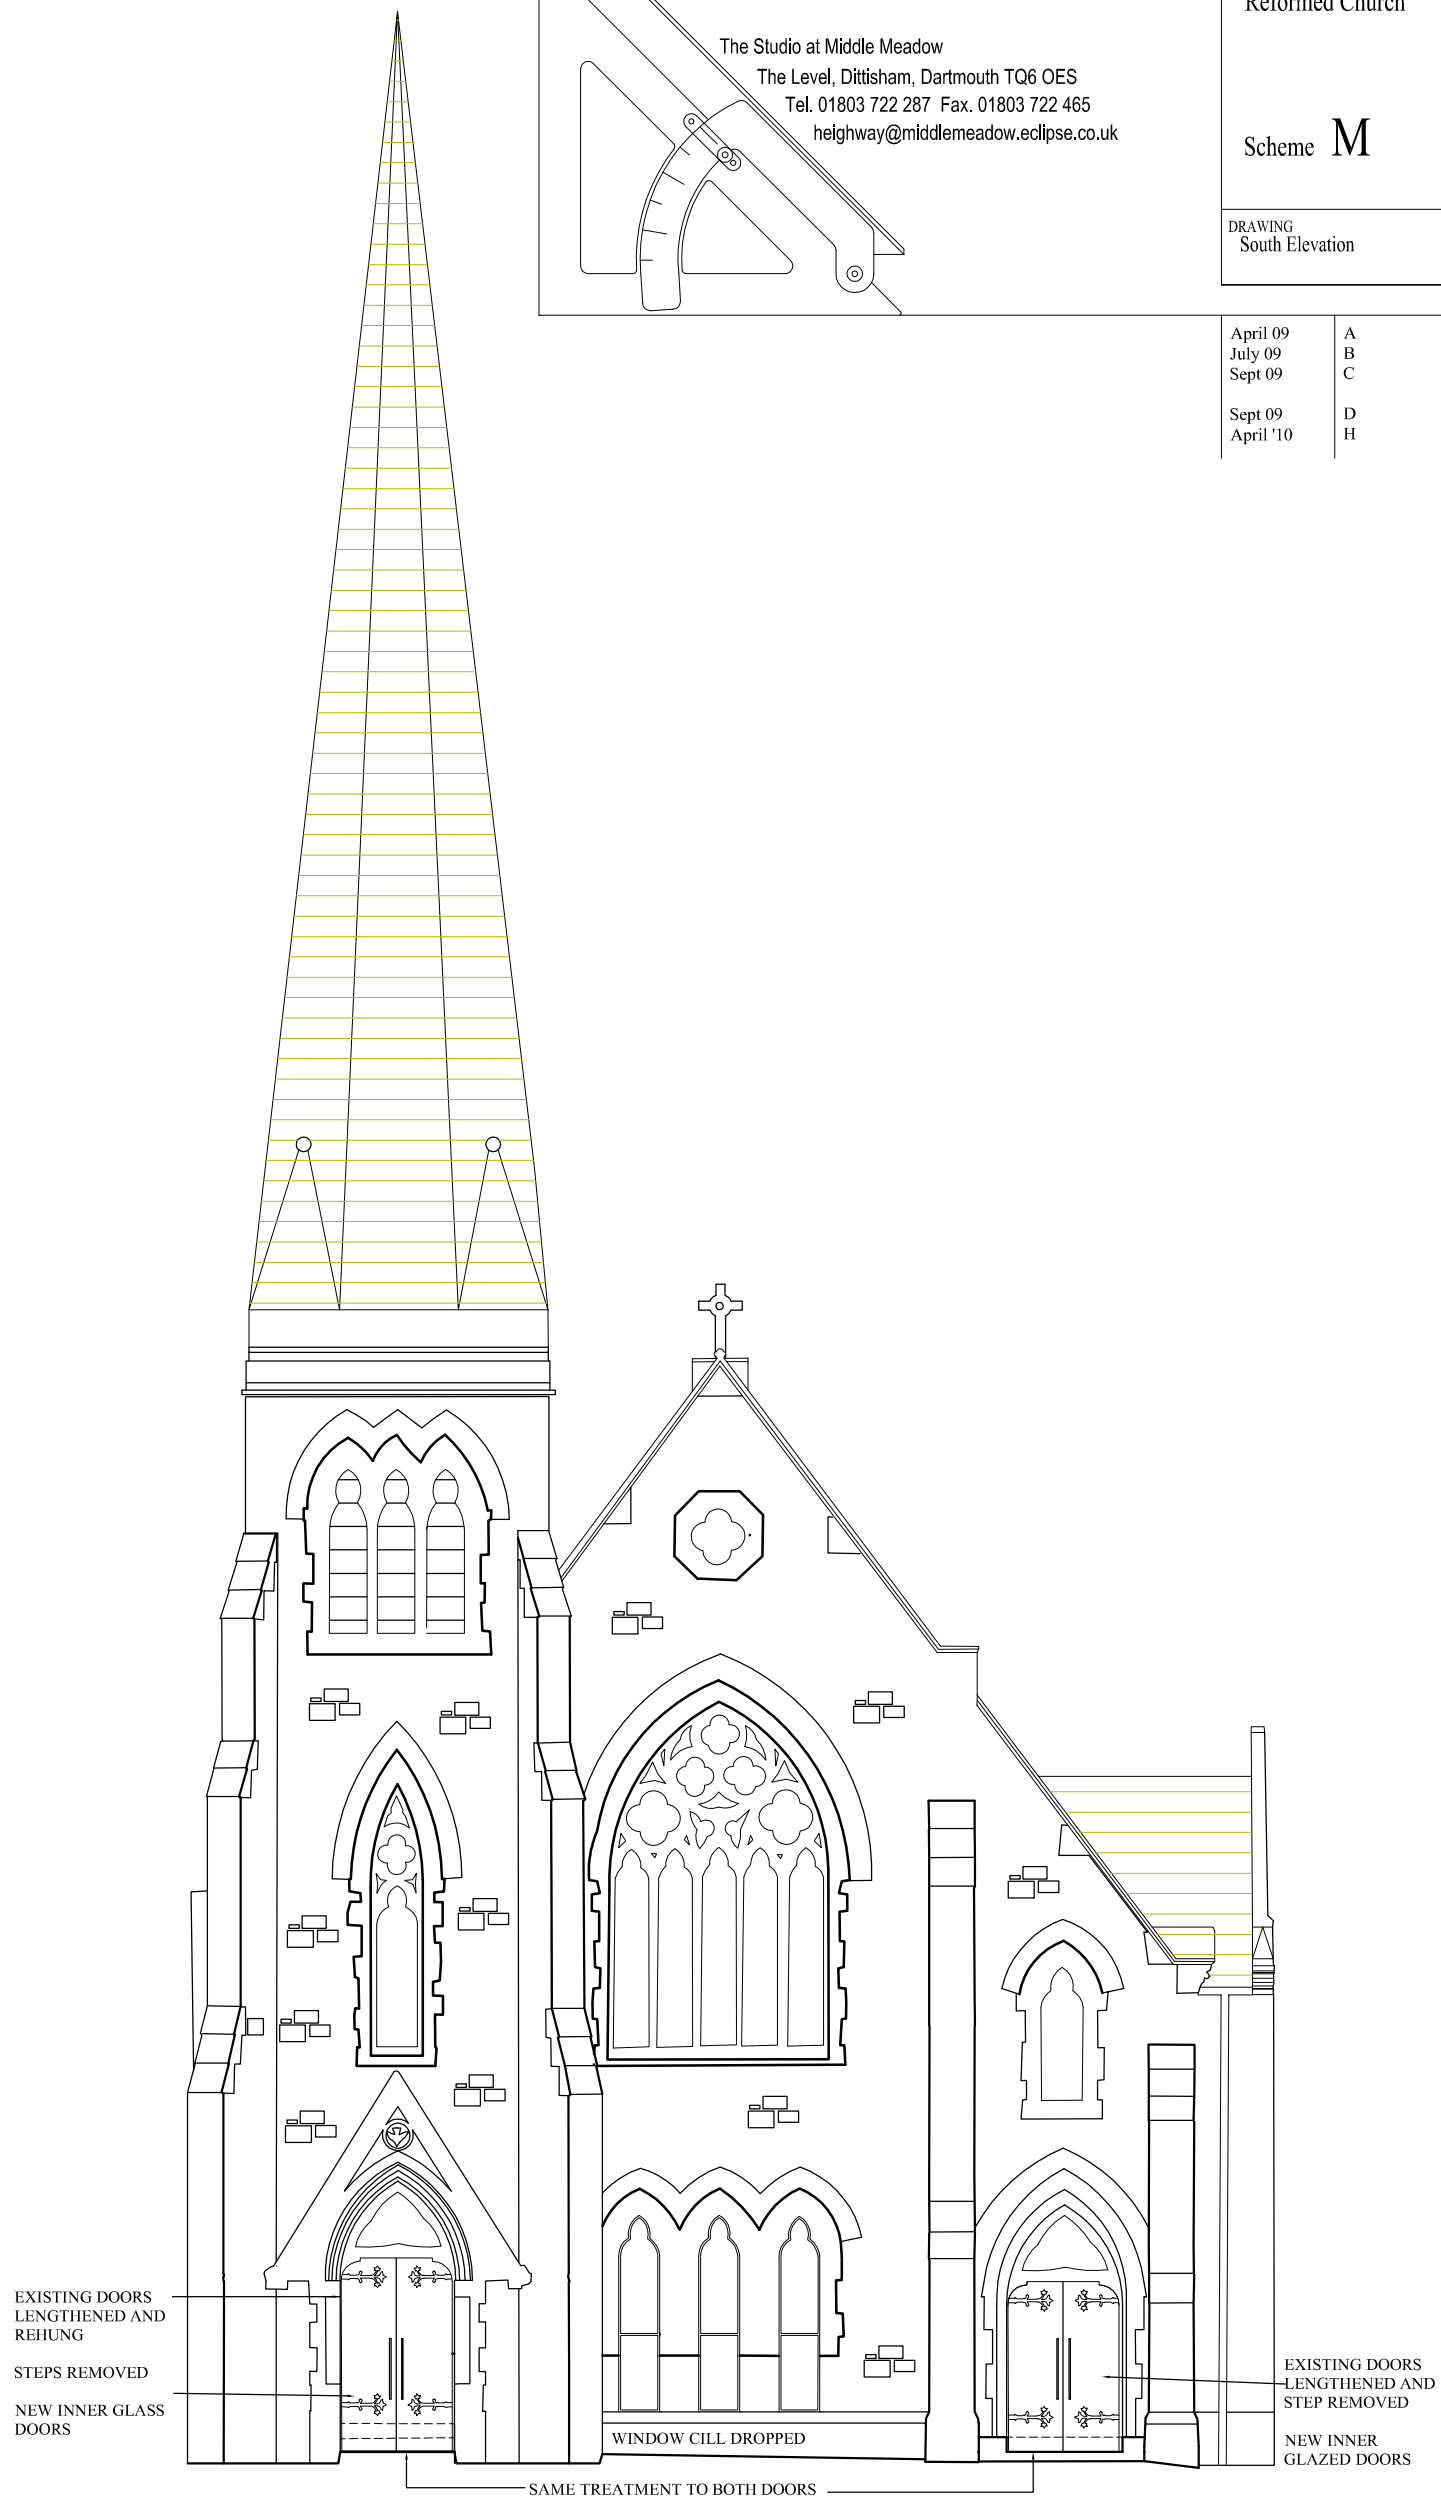 Reformed Church
The Studio at Middle Meadow
The Level, Dittisham, Dartmouth TQ6 OES
Tel. 01803 722 287 Fax. 01803 722 465
heighway@middlemeadow.eclipse.co.uk
Scheme M
DRAWING
South Elevation
April 09 A
July 09 B
Sept 09 C
Sept 09 D
April '10 H
EXISTING DOORS
LENGTHENED AND
REHUNG
STEPS REMOVED
NEW INNER GLASS
DOORS
WINDOW CILL DROPPED
SAME TREATMENT TO BOTH DOORS
EXISTING DOORS
LENGTHENED AND
STEP REMOVED
NEW INNER
GLAZED DOORS